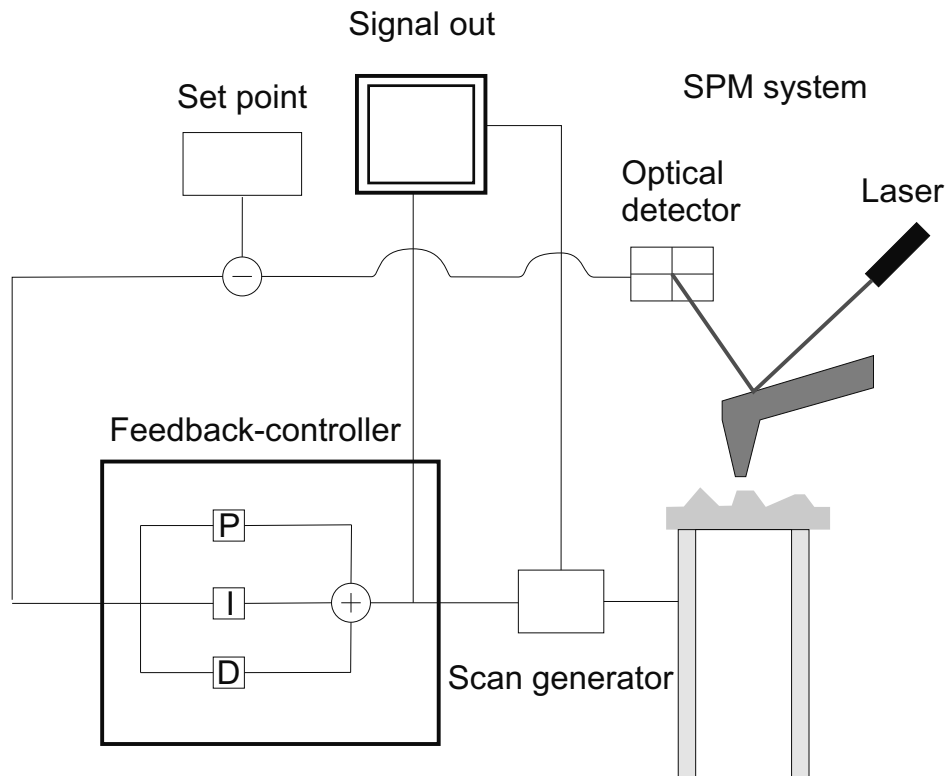 Signal out
Set point
SPM system
Optical
detector
Laser
−
Feedback-controller
P
I
+
D
Scan generator